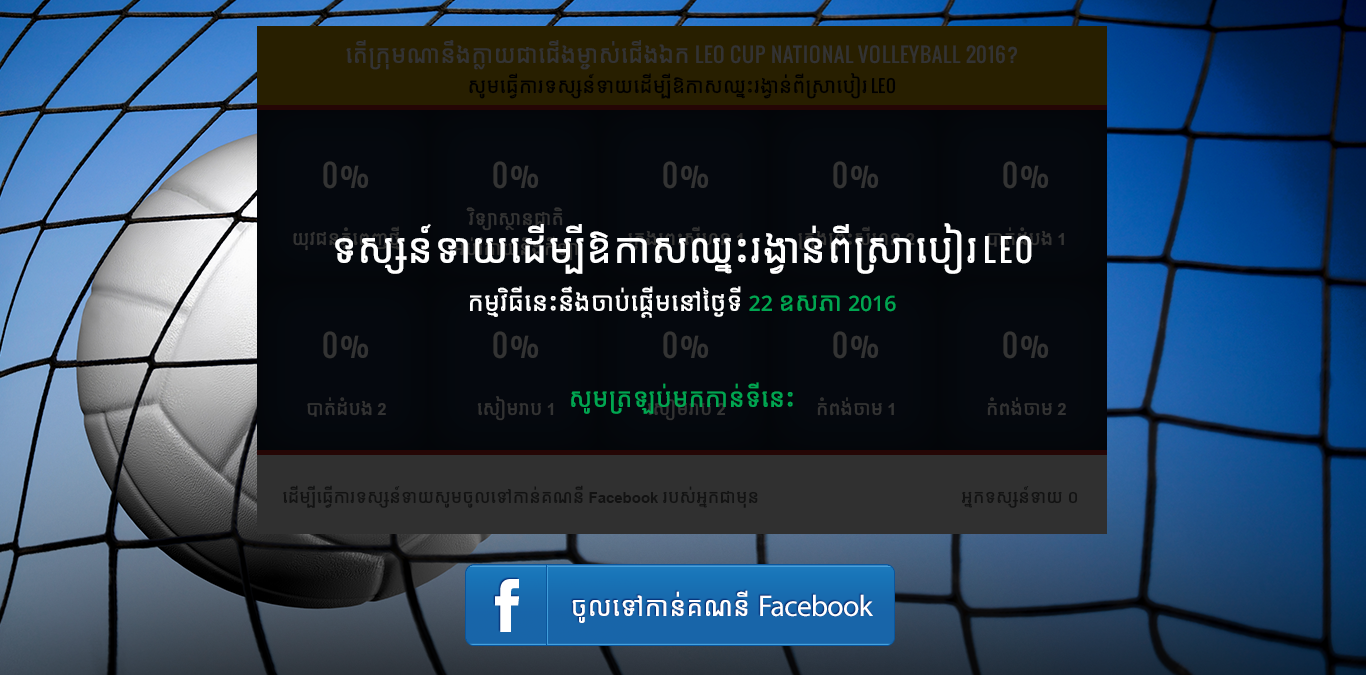 តើក្រុមណានឹងក្លាយជាជើងម្ចាស់ជើងឯក LEO CUP NATIONAL VOLLEYBALL 2016?
សូមធ្វើការទស្សន៍ទាយដើម្បីឱកាសឈ្នះរង្វាន់ពីស្រាបៀរ LEO
0% 0% 0% 0% 0%
វិទ្យាស្ថានជាតិ
ទស្សន៍ទាយដើម្បីឱកាសឈ្នះរង្វាន់ពីស្រាបៀរ LEO
កម្មវិធីនេះនឹងចាប់ផ្តើមនៅថ្ងៃទី 22 ឧសភា 2016
0% 0% 0% 0% 0%
សូមត្រឡប់មកកាន់ទីនេះ
បាត់ដំបង 2 សៀមរាប 1 សៀមរាប 2 កំពង់ចាម 1 កំពង់ចាម 2
ដើម្បីធ្វើការទស្សន៍ទាយសូមចូលទៅកាន់គណនី Facebook របស់អ្នកជាមុន អ្នកទស្សន៍ទាយ 0
ចូលទៅកាន់គណនី Facebook